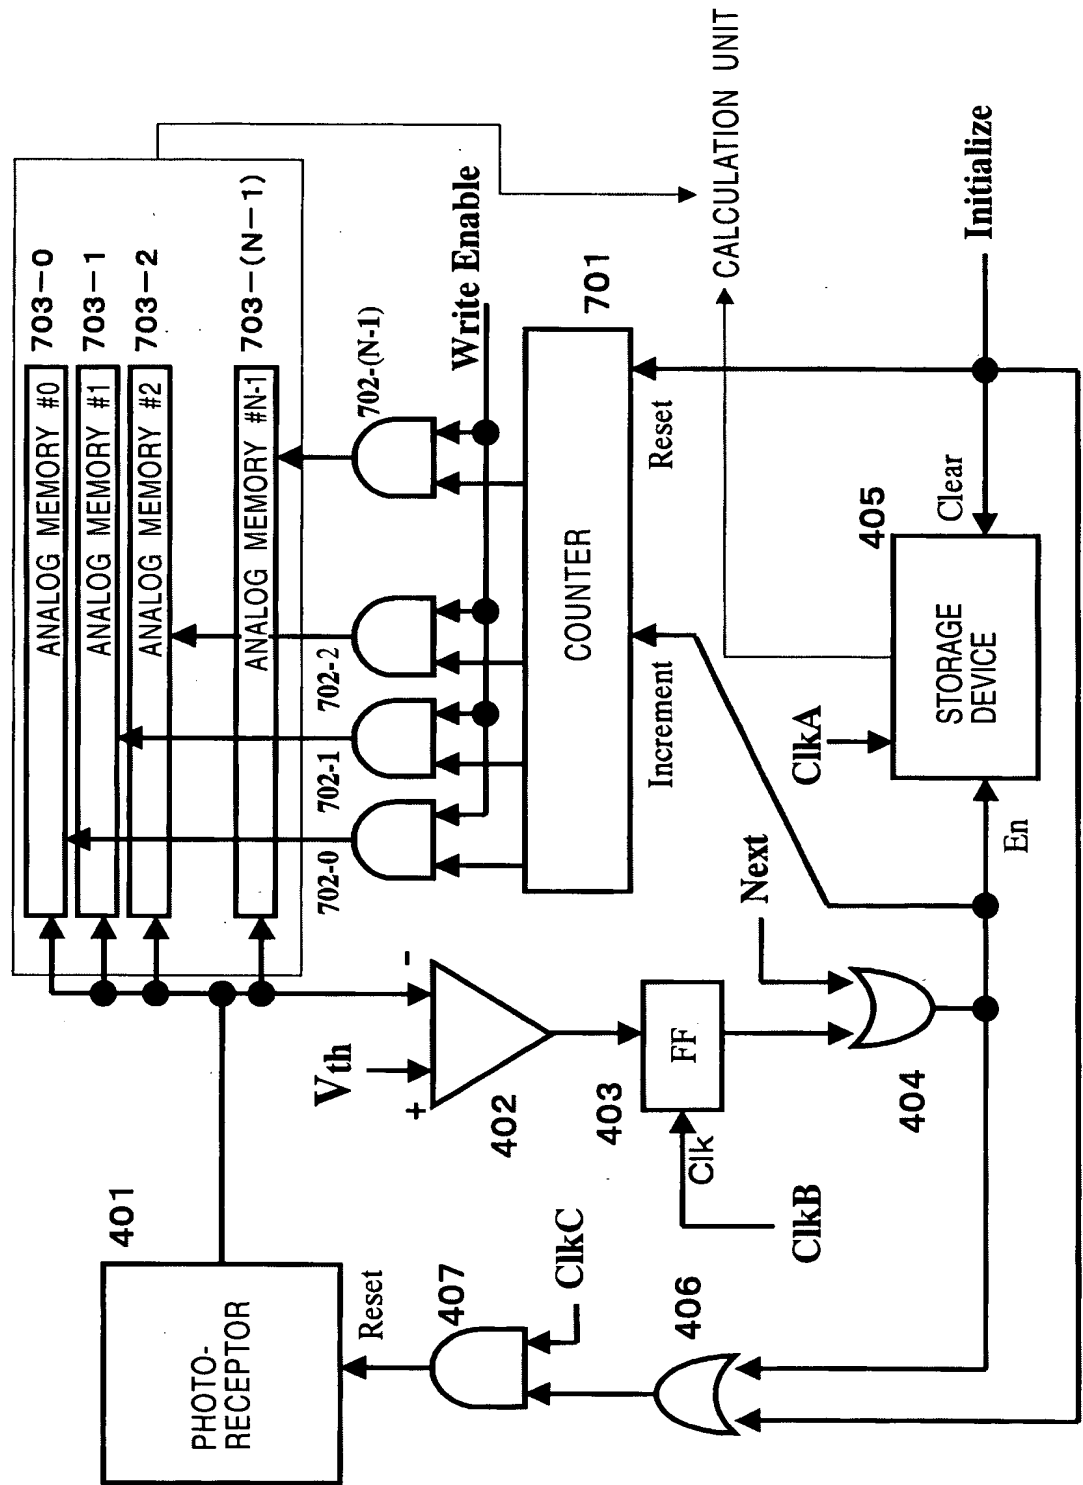 401
PHOTO-
RECEPTOR
Reset
407
ClkC
406
Vth
+
-
402
403
FF
Clk
ClkB
Next
404
ANALOG MEMORY #0
703-0
ANALOG MEMORY #1
703-1
ANALOG MEMORY #2
703-2
ANALOG MEMORY #N-1
703-(N-1)
702-0
702-1
702-2
702-(N-1)
Write Enable
COUNTER
701
Increment
Reset
CALCULATION UNIT
ClkA
En
STORAGE
DEVICE
405
Clear
Initialize